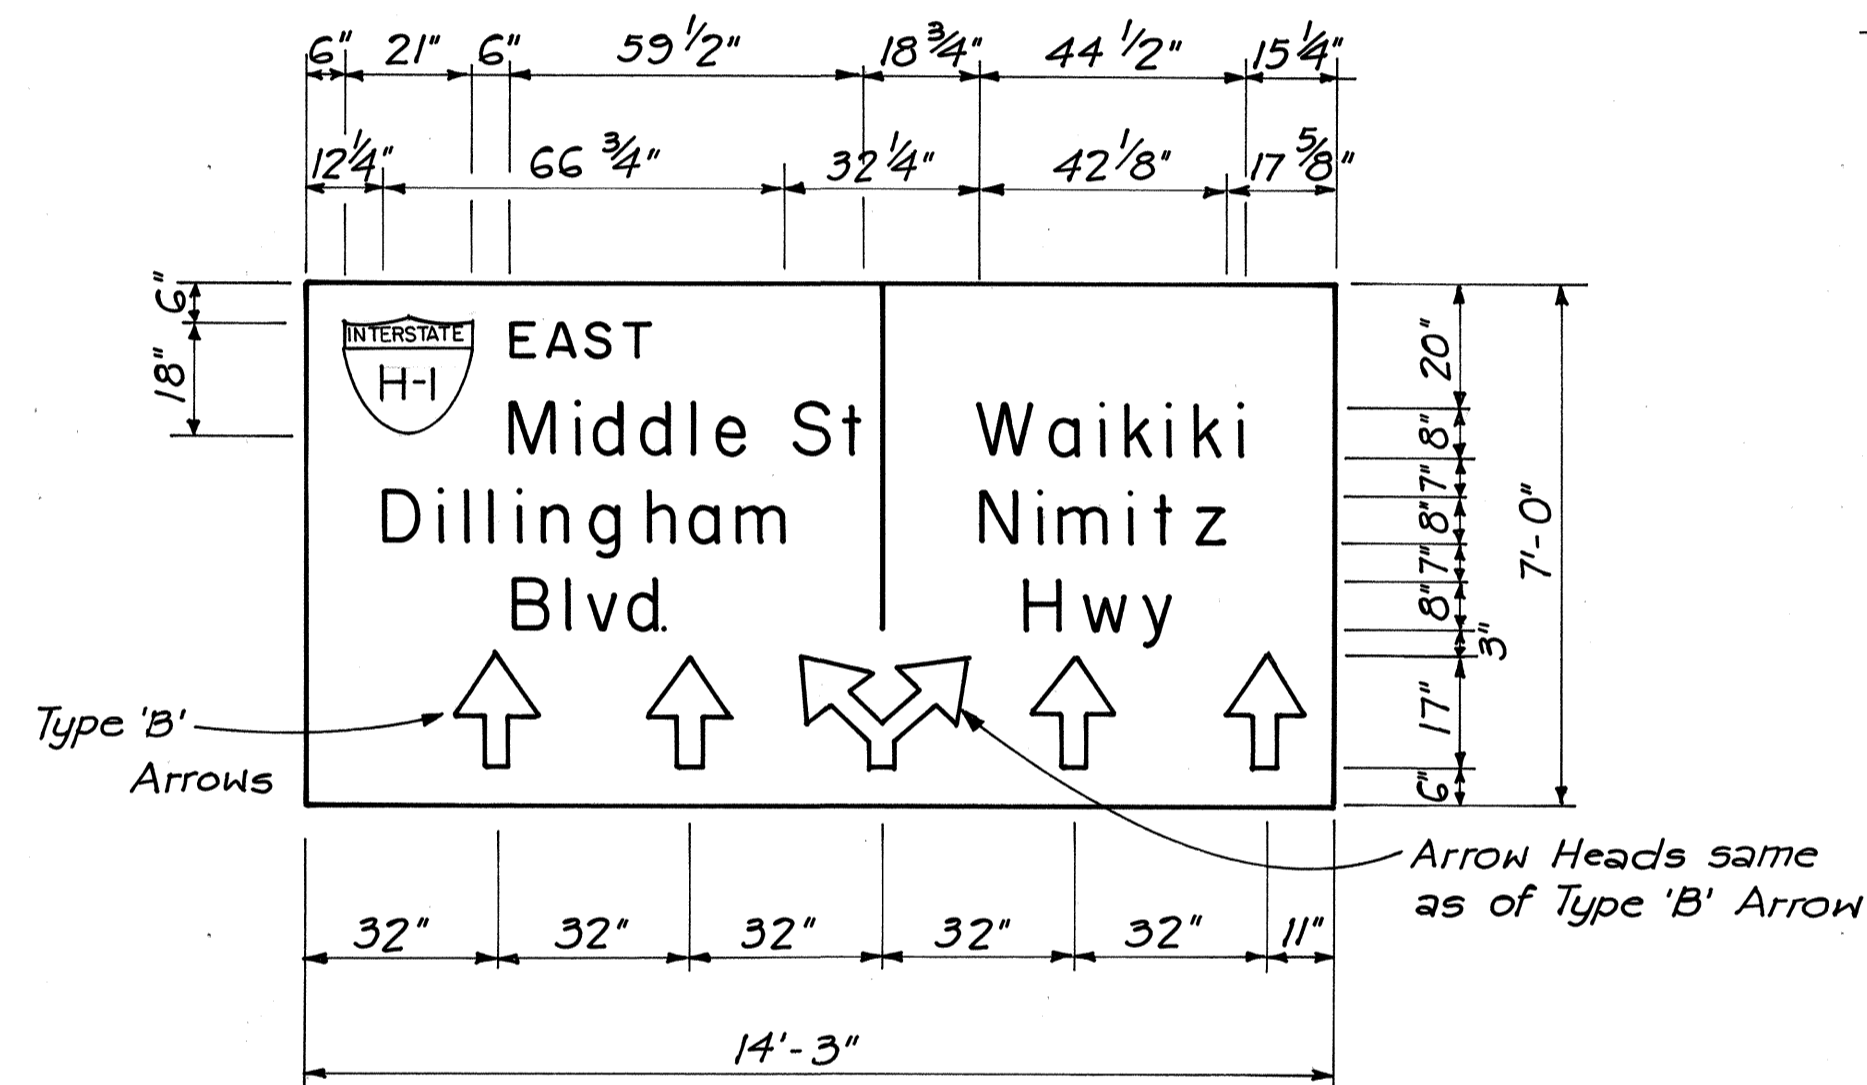 6" 21" 6" 59 1/2" 18 3/4" 44 1/2" 15 1/4"
12 1/4" 66 3/4" 32 1/4" 42 1/8" 17 5/8"
6"
18"
INTERSTATE
H-1
EAST
Middle St
Dillingham
Blvd.
Waikiki
Nimitz
Hwy
20"
8"
7"
8"
7"
8"
3"
17"
6"
7'-0"
Type 'B'
Arrows
Arrow Heads same
as of Type 'B' Arrow
32" 32" 32" 32" 32" 11"
14'-3"